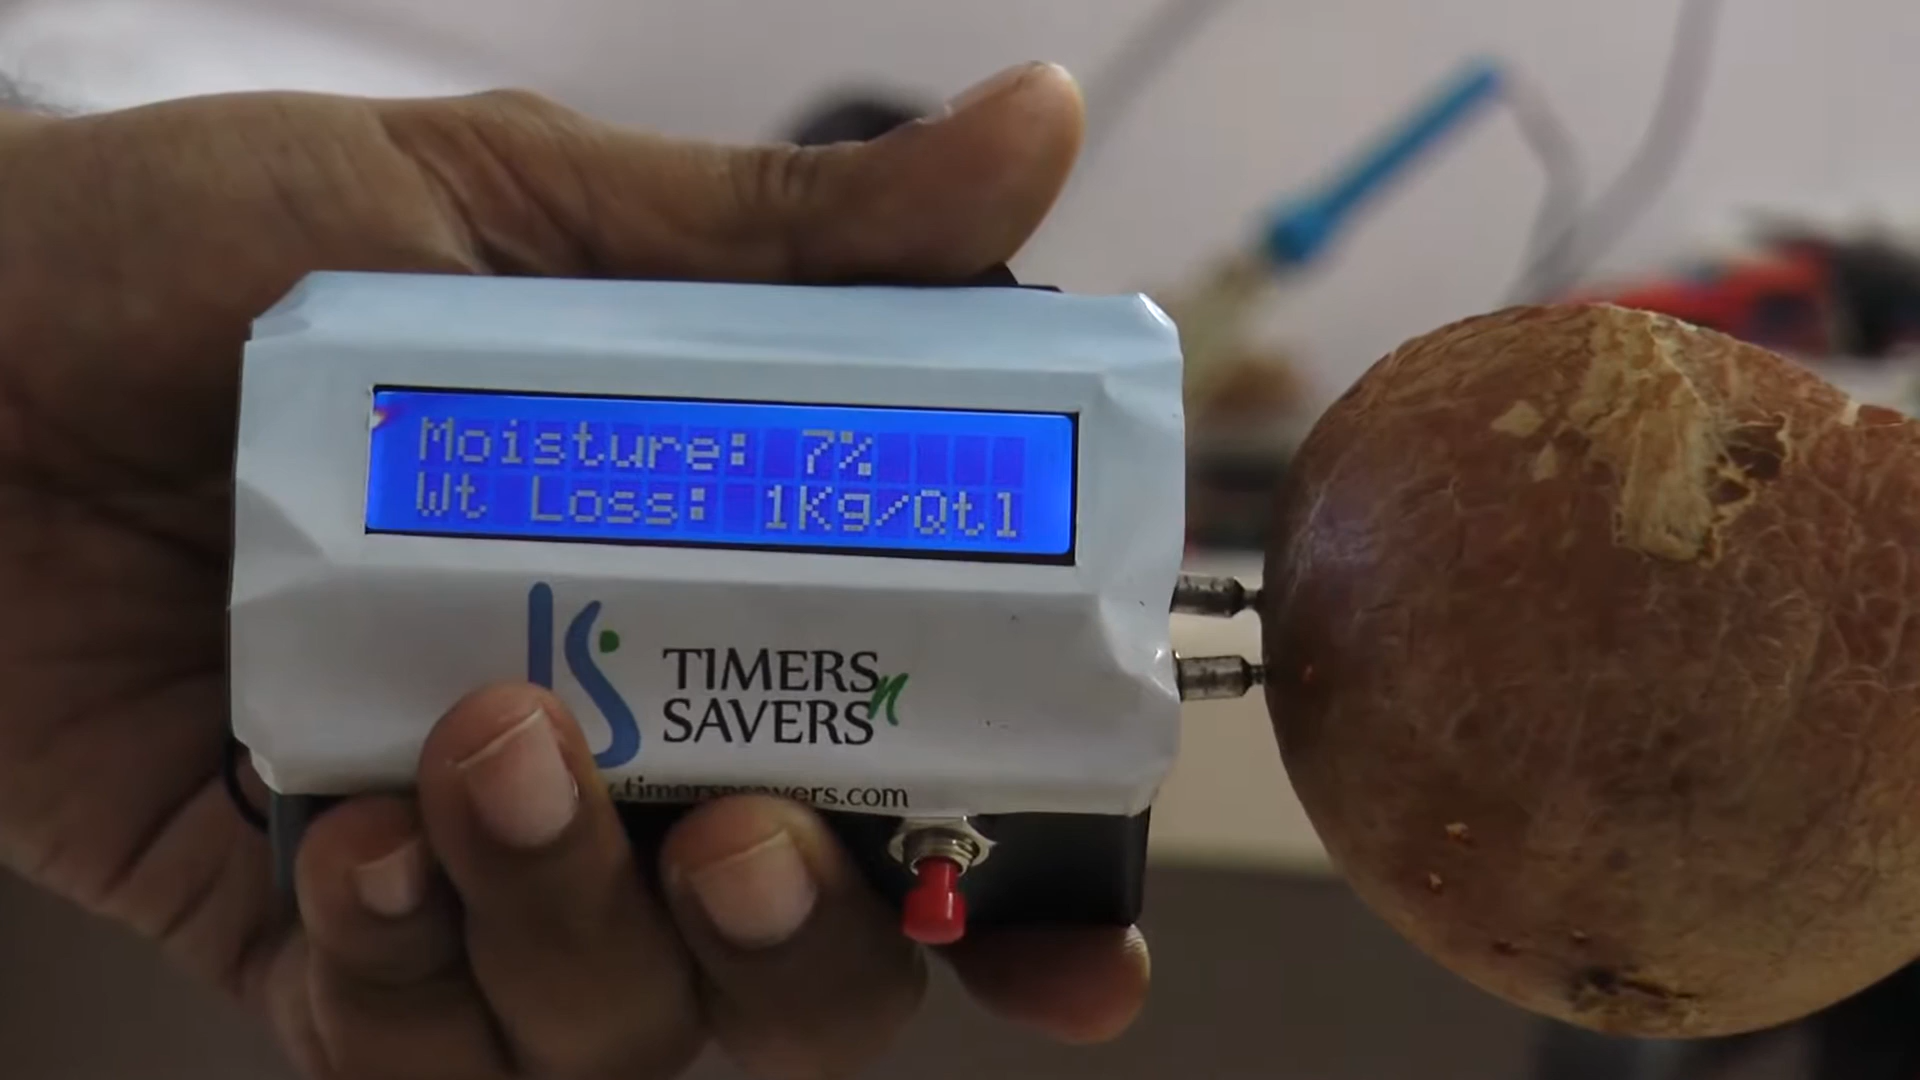 Moisture: 7%
Wt Loss: 1Kg/Qtl
TIMERS n
SAVERS
.timersnsavers.com